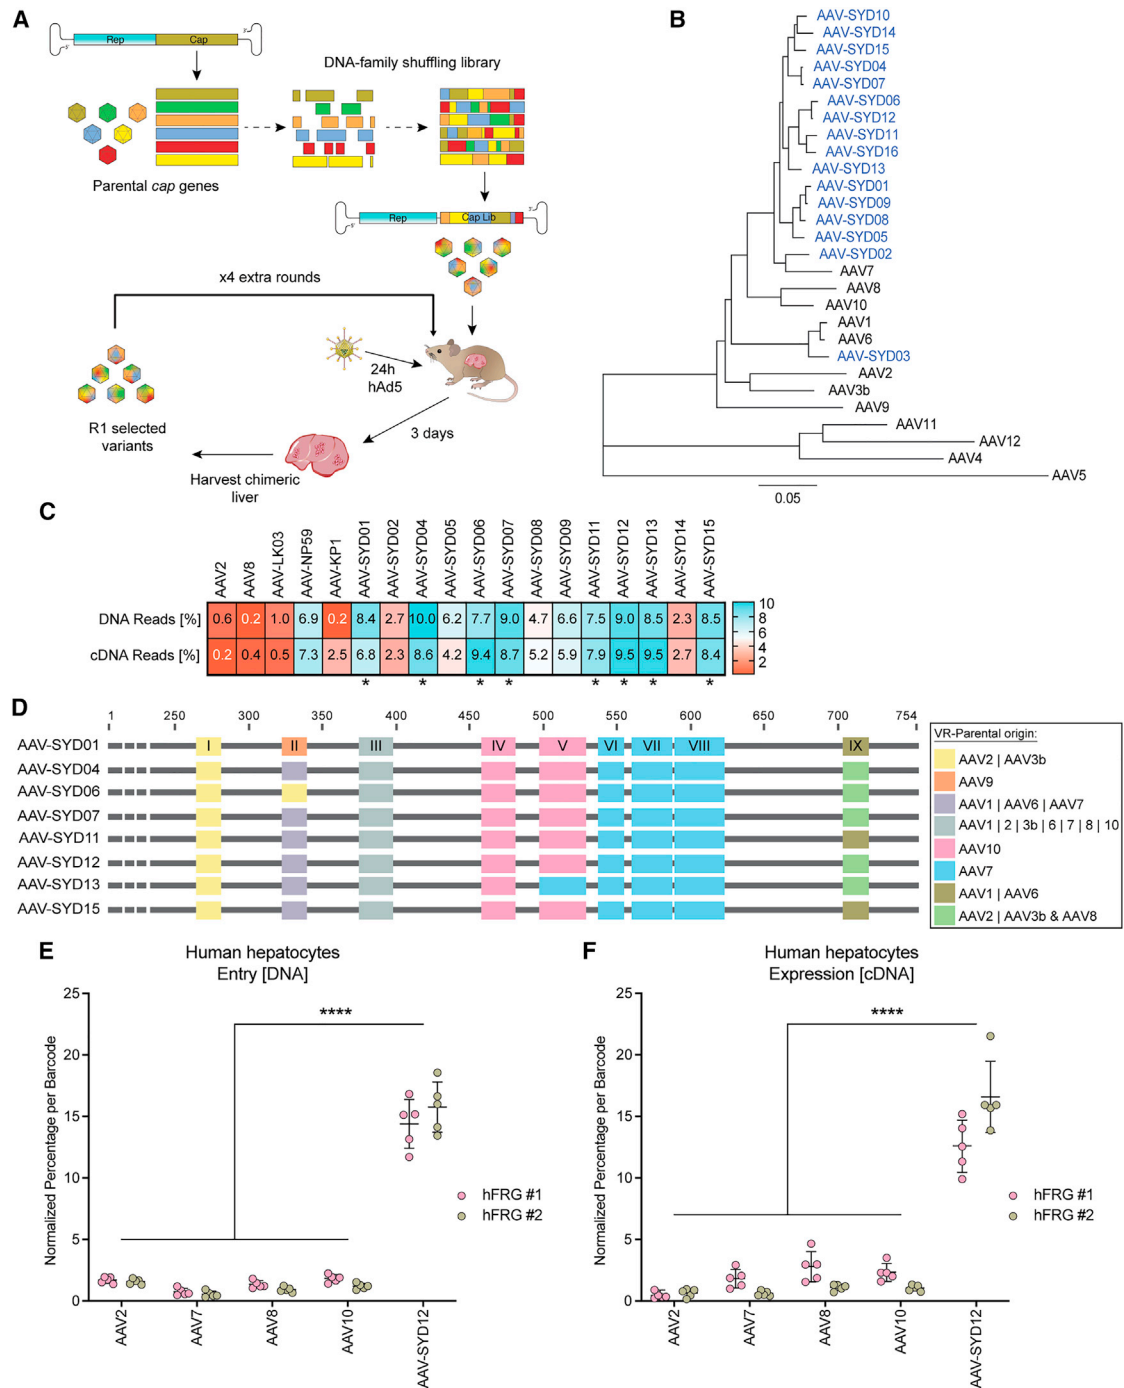 A
5'
Rep
Cap
3'
DNA-family shuffling library
Parental cap genes
5'
Rep
Cap Lib
3'
x4 extra rounds
24h
hAd5
3 days
R1 selected
variants
Harvest chimeric
liver
B
AAV-SYD10
AAV-SYD14
AAV-SYD15
AAV-SYD04
AAV-SYD07
AAV-SYD06
AAV-SYD12
AAV-SYD11
AAV-SYD16
AAV-SYD13
AAV-SYD01
AAV-SYD09
AAV-SYD08
AAV-SYD05
AAV-SYD02
AAV7
AAV8
AAV10
AAV1
AAV6
AAV-SYD03
AAV2
AAV3b
AAV9
AAV11
AAV12
AAV4
AAV5
0.05
C
AAV2 AAV8 AAV-LK03 AAV-NP59 AAV-KP1 AAV-SYD01 AAV-SYD02 AAV-SYD04 AAV-SYD05 AAV-SYD06 AAV-SYD07 AAV-SYD08 AAV-SYD09 AAV-SYD11 AAV-SYD12 AAV-SYD13 AAV-SYD14 AAV-SYD15
DNA Reads [%] 0.6 0.2 1.0 6.9 0.2 8.4 2.7 10.0 6.2 7.7 9.0 4.7 6.6 7.5 9.0 8.5 2.3 8.5
cDNA Reads [%] 0.2 0.4 0.5 7.3 2.5 6.8 2.3 8.6 4.2 9.4 8.7 5.2 5.9 7.9 9.5 9.5 2.7 8.4
* * * * * * * *
10
8
6
4
2
D
1 250 300 350 400 450 500 550 600 650 700 754
AAV-SYD01 I II III IV V VI VII VIII IX
AAV-SYD04
AAV-SYD06
AAV-SYD07
AAV-SYD11
AAV-SYD12
AAV-SYD13
AAV-SYD15
VR-Parental origin:
AAV2 | AAV3b
AAV9
AAV1 | AAV6 | AAV7
AAV1 | 2 | 3b | 6 | 7 | 8 | 10
AAV10
AAV7
AAV1 | AAV6
AAV2 | AAV3b & AAV8
E
Human hepatocytes
Entry [DNA]
Normalized Percentage per Barcode
25
20
15
10
5
0
****
hFRG #1
hFRG #2
AAV2 AAV7 AAV8 AAV10 AAV-SYD12
F
Human hepatocytes
Expression [cDNA]
Normalized Percentage per Barcode
25
20
15
10
5
0
****
hFRG #1
hFRG #2
AAV2 AAV7 AAV8 AAV10 AAV-SYD12